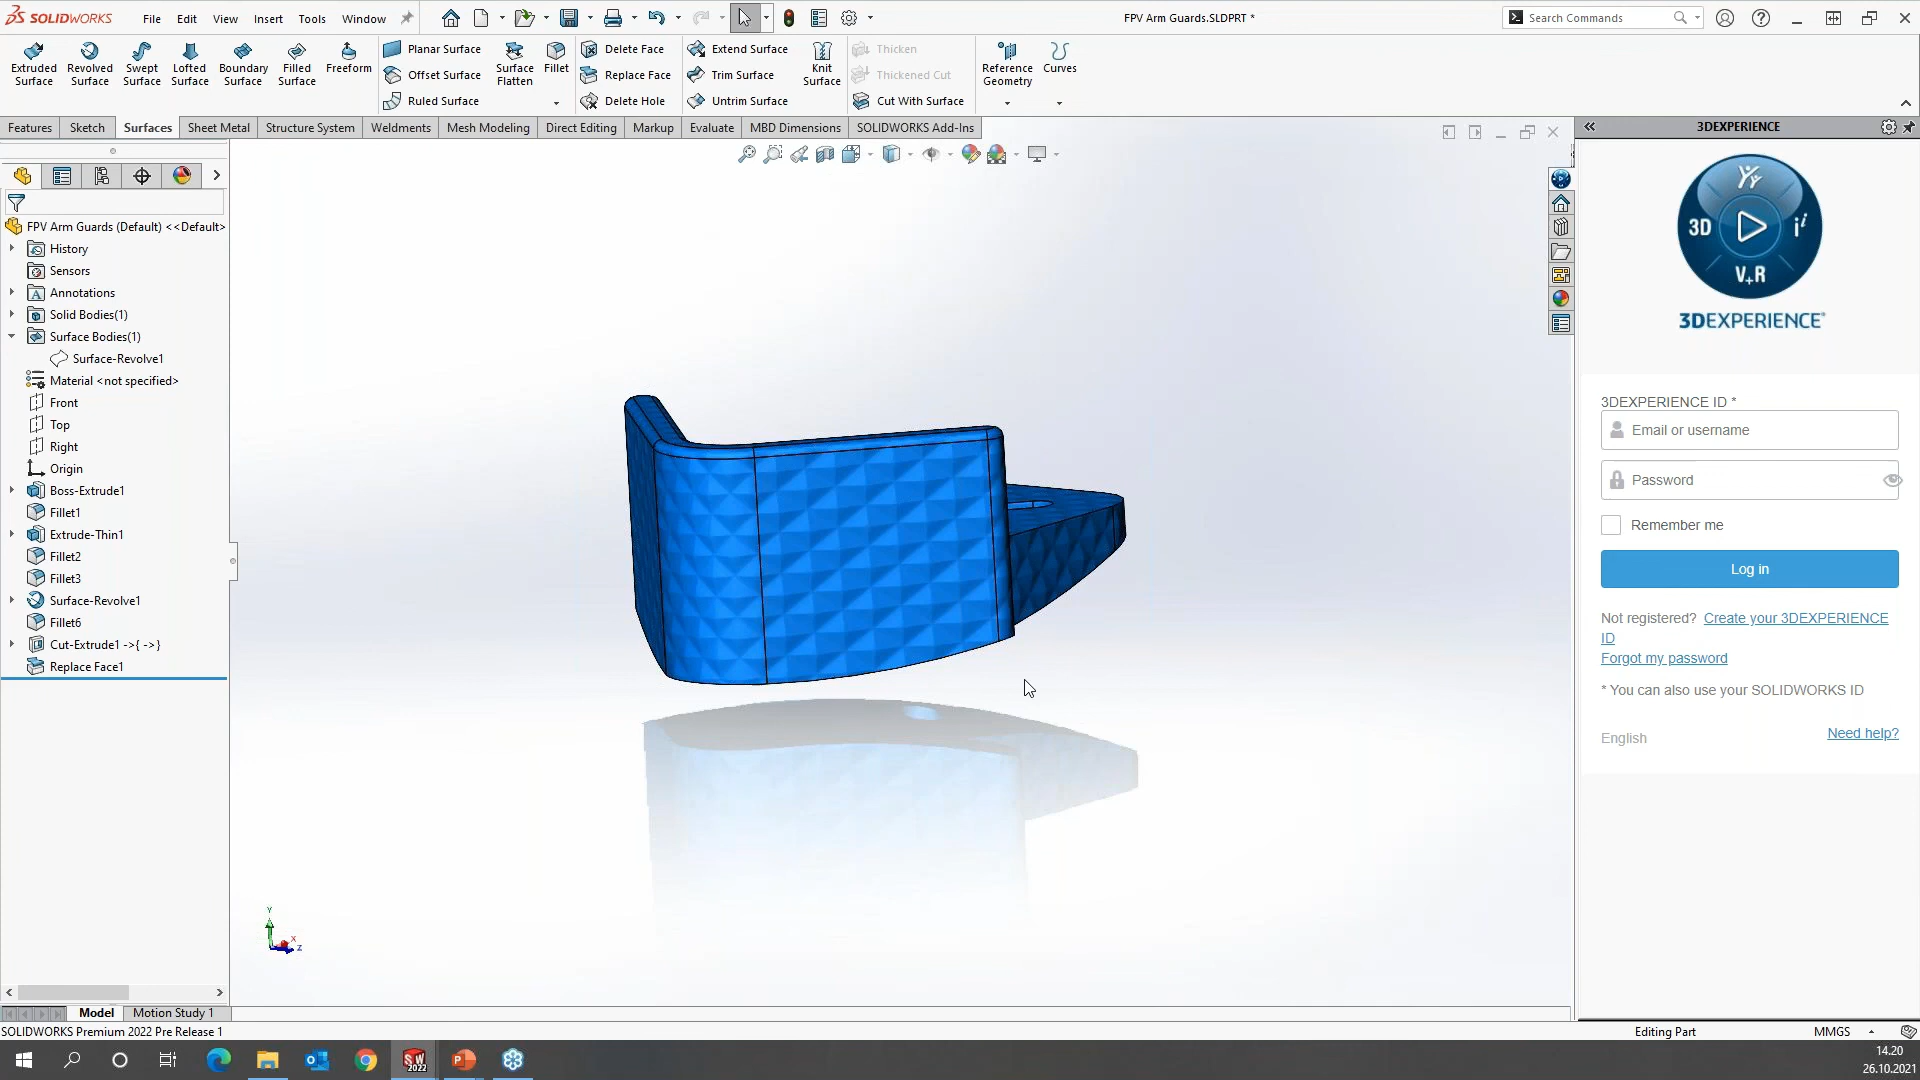 SOLIDWORKS File Edit View Insert Tools Window FPV Arm Guards.SLDPRT * Search Commands
Extruded Surface
Revolved Surface
Swept Surface
Lofted Surface
Boundary Surface
Filled Surface
Freeform
Planar Surface
Offset Surface
Ruled Surface
Surface Flatten
Fillet
Delete Face
Replace Face
Delete Hole
Extend Surface
Trim Surface
Untrim Surface
Knit Surface
Thicken
Thickened Cut
Cut With Surface
Reference Geometry
Curves
Features Sketch Surfaces Sheet Metal Structure System Weldments Mesh Modeling Direct Editing Markup Evaluate MBD Dimensions SOLIDWORKS Add-Ins
FPV Arm Guards (Default) <<Default>
History
Sensors
Annotations
Solid Bodies(1)
Surface Bodies(1)
Surface-Revolve1
Material <not specified>
Front
Top
Right
Origin
Boss-Extrude1
Fillet1
Extrude-Thin1
Fillet2
Fillet3
Surface-Revolve1
Fillet6
Cut-Extrude1 ->{ ->}
Replace Face1
Y
X
Z
Model Motion Study 1
SOLIDWORKS Premium 2022 Pre Release 1
3DEXPERIENCE
3D
V+R
3DEXPERIENCE
3DEXPERIENCE ID *
Email or username
Password
Remember me
Log in
Not registered? Create your 3DEXPERIENCE
ID
Forgot my password
* You can also use your SOLIDWORKS ID
English
Need help?
Editing Part MMGS
SW
2022
14.20
26.10.2021